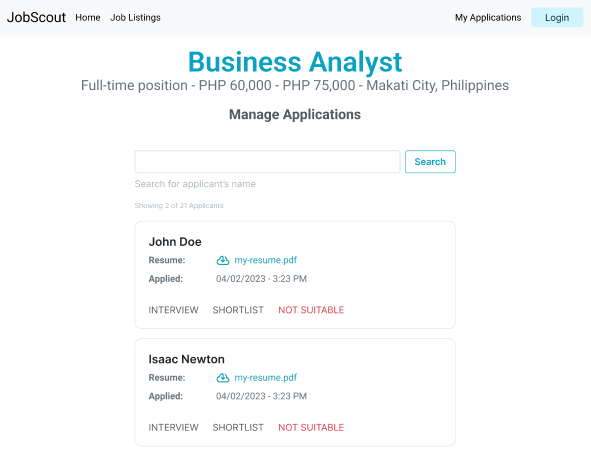 JobScout Home Job Listings My Applications Login
Business Analyst
Full-time position - PHP 60,000 - PHP 75,000 - Makati City, Philippines
Manage Applications
Search
Search for applicant's name
Showing 2 of 21 Applicants
John Doe
Resume: my-resume.pdf
Applied: 04/02/2023 - 3:23 PM
INTERVIEW SHORTLIST NOT SUITABLE
Isaac Newton
Resume: my-resume.pdf
Applied: 04/02/2023 - 3:23 PM
INTERVIEW SHORTLIST NOT SUITABLE